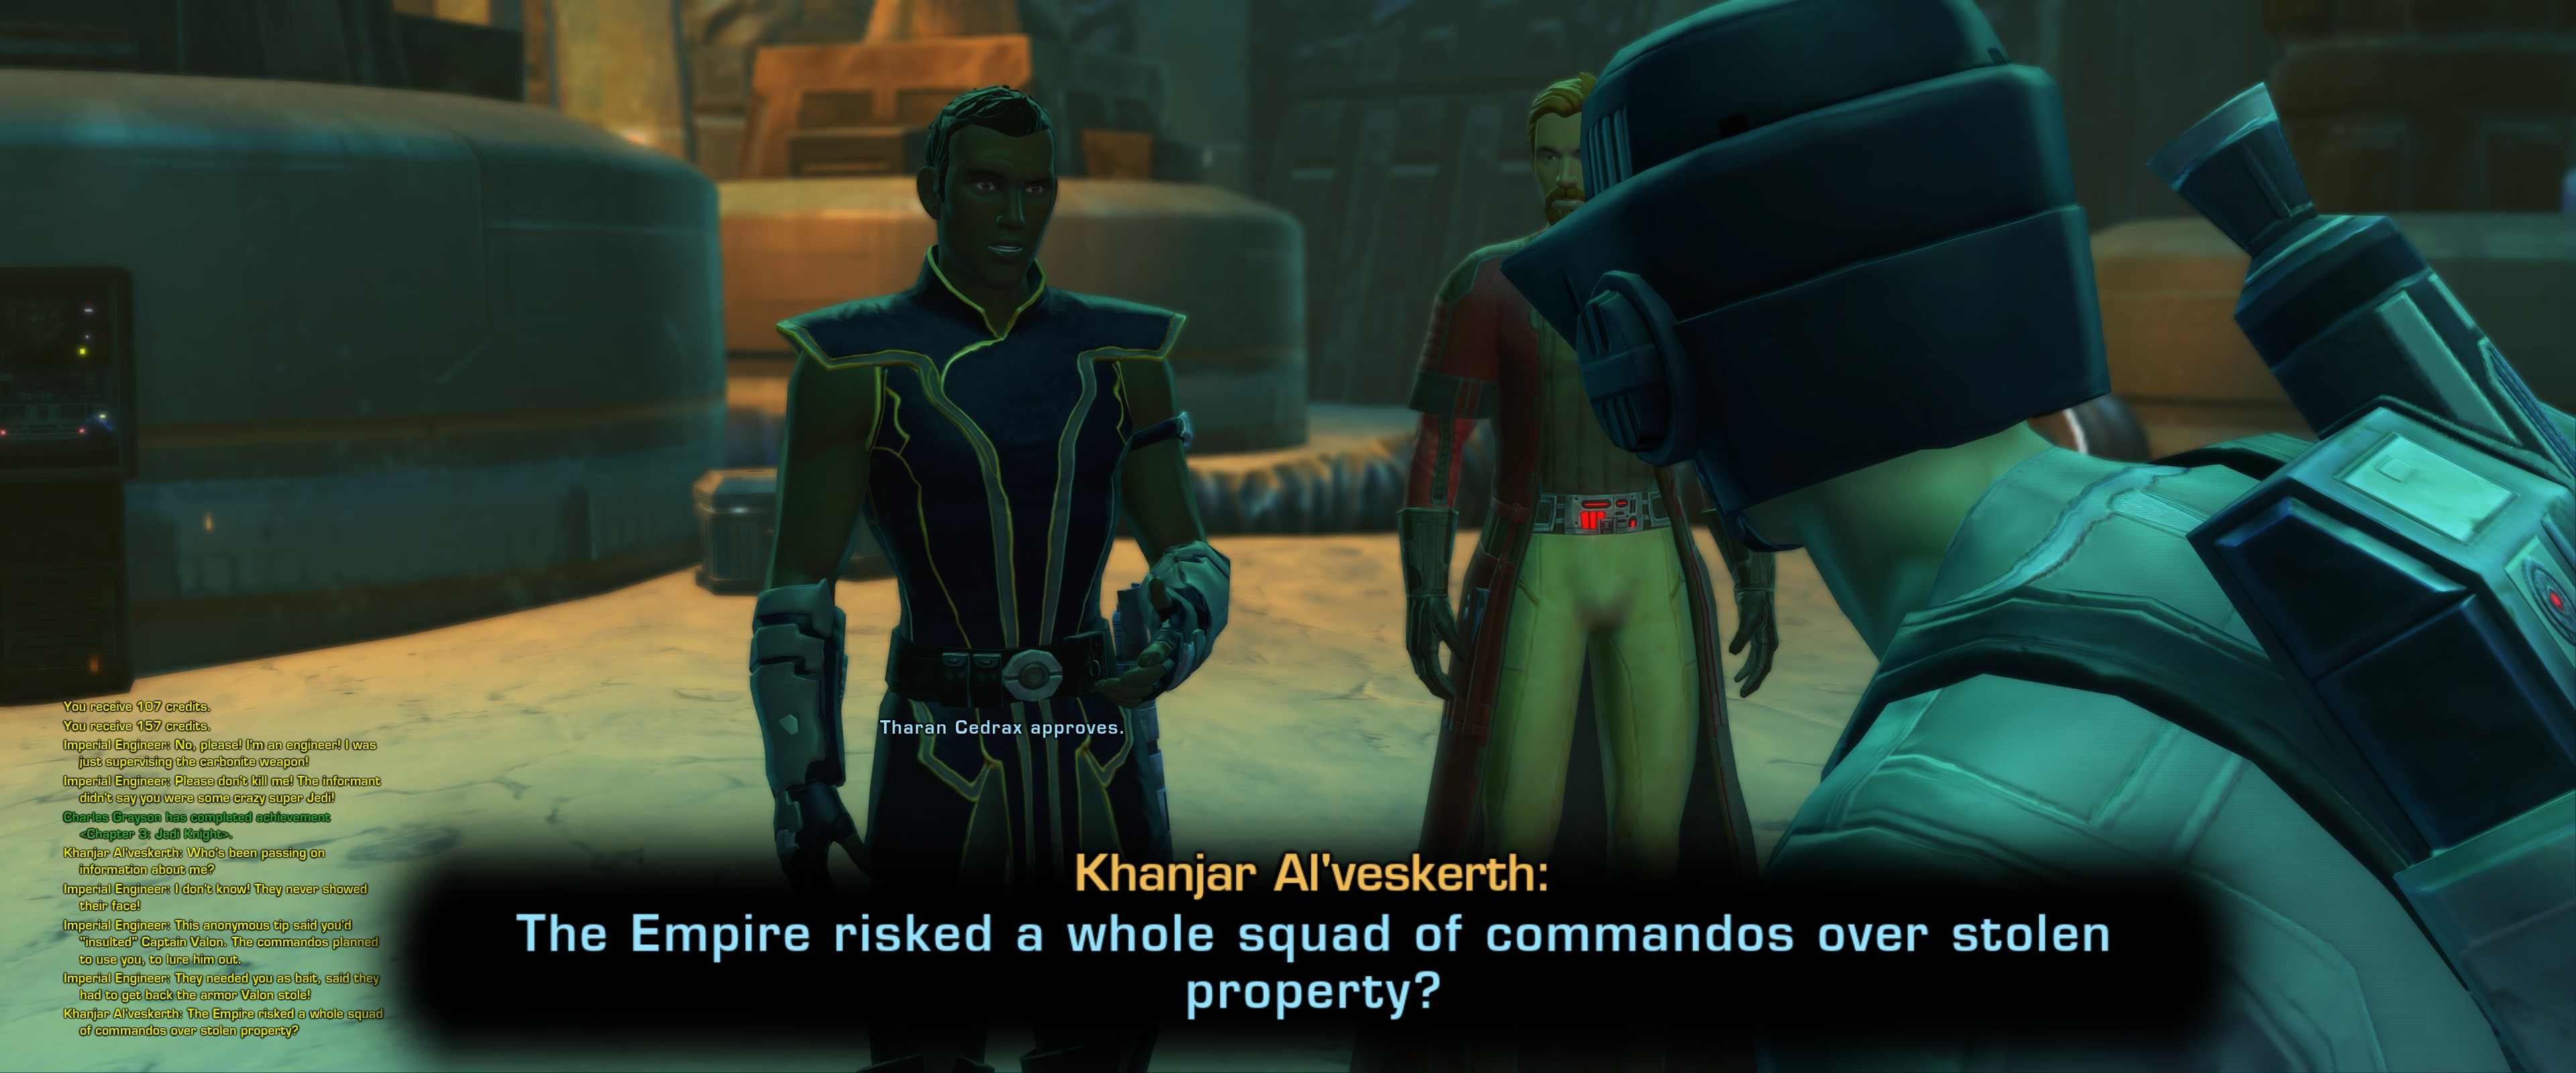 You receive 107 credits.
You receive 157 credits.
Imperial Engineer: No, please! I'm an engineer! I was
just supervising the carbonite weapon!
Imperial Engineer: Please don't kill me! The informant
didn't say you were some crazy super Jedi!
Charles Grayson has completed achievement
<Chapter 3: Jedi Knight>.
Khanjar Al'veskerth: Who's been passing on
information about me?
Imperial Engineer: I don't know! They never showed
their face!
Imperial Engineer: This anonymous tip said you'd
"insulted" Captain Valon. The commandos planned
to use you, to lure him out.
Imperial Engineer: They needed you as bait, said they
had to get back the armor Valon stole!
Khanjar Al'veskerth: The Empire risked a whole squad
of commandos over stolen property?
Tharan Cedrax approves.
Khanjar Al'veskerth:
The Empire risked a whole squad of commandos over stolen
property?